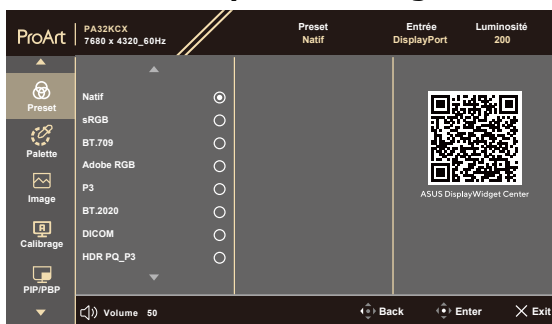 ProArt
PA32KCX
7680 x 4320_60Hz
Preset
Natif
Entrée
DisplayPort
Luminosité
200
Preset
Palette
Image
Calibrage
PIP/PBP
Natif
sRGB
BT.709
Adobe RGB
P3
BT.2020
DICOM
HDR PQ_P3
ASUS DisplayWidget Center
Volume 50
Back
Enter
Exit